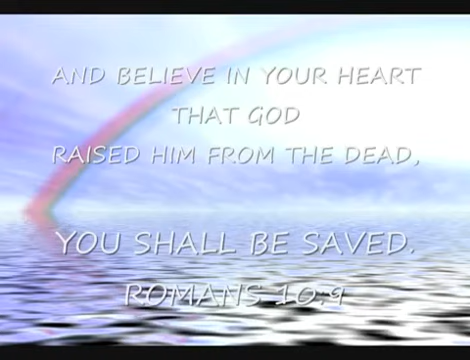 AND BELIEVE IN YOUR HEART
THAT GOD
RAISED HIM FROM THE DEAD,
YOU SHALL BE SAVED.
ROMANS 10:9